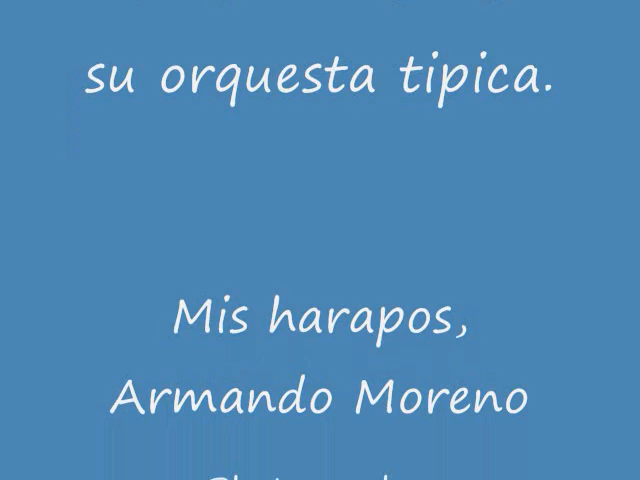 su orquesta tipica.
Mis harapos,
Armando Moreno